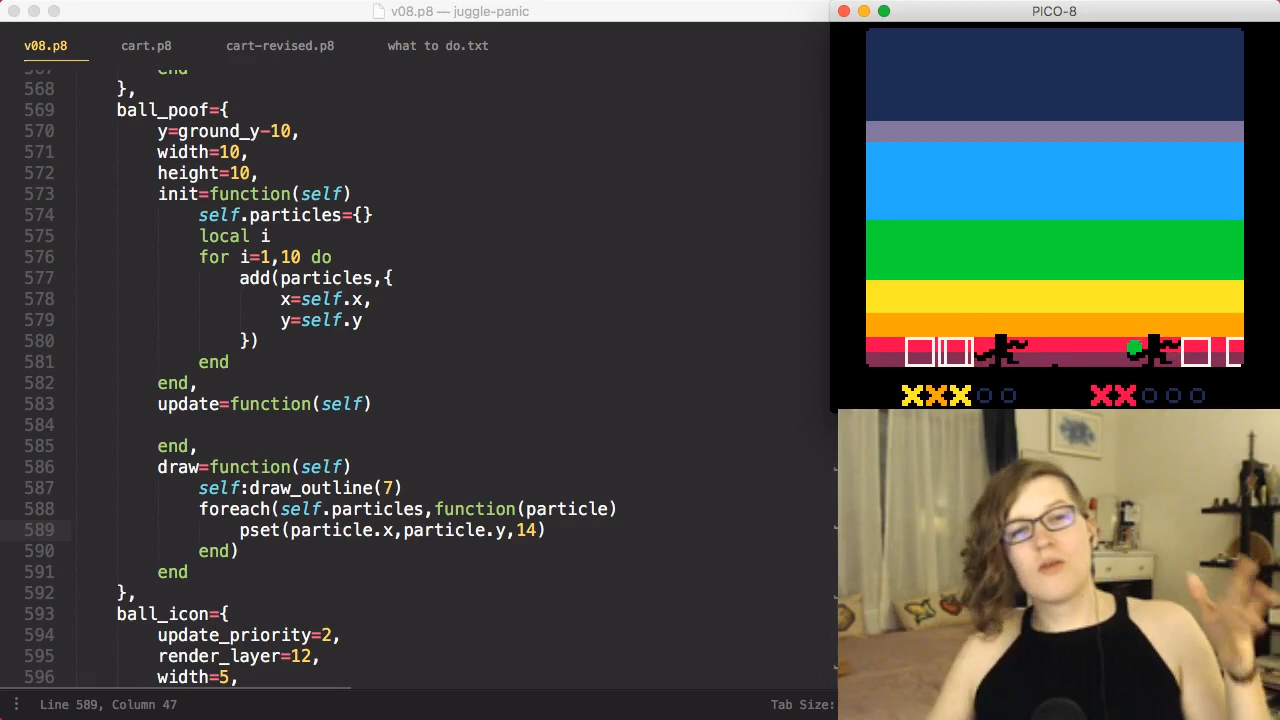 v08.p8 — juggle-panic
PICO-8
v08.p8 cart.p8 cart-revised.p8 what to do.txt
567 end
568 },
569 ball_poof={
570 y=ground_y-10,
571 width=10,
572 height=10,
573 init=function(self)
574 self.particles={}
575 local i
576 for i=1,10 do
577 add(particles,{
578 x=self.x,
579 y=self.y
580 })
581 end
582 end,
583 update=function(self)
584
585 end,
586 draw=function(self)
587 self:draw_outline(7)
588 foreach(self.particles,function(particle)
589 pset(particle.x,particle.y,14)
590 end)
591 end
592 },
593 ball_icon={
594 update_priority=2,
595 render_layer=12,
596 width=5,
Line 589, Column 47
Tab Size: